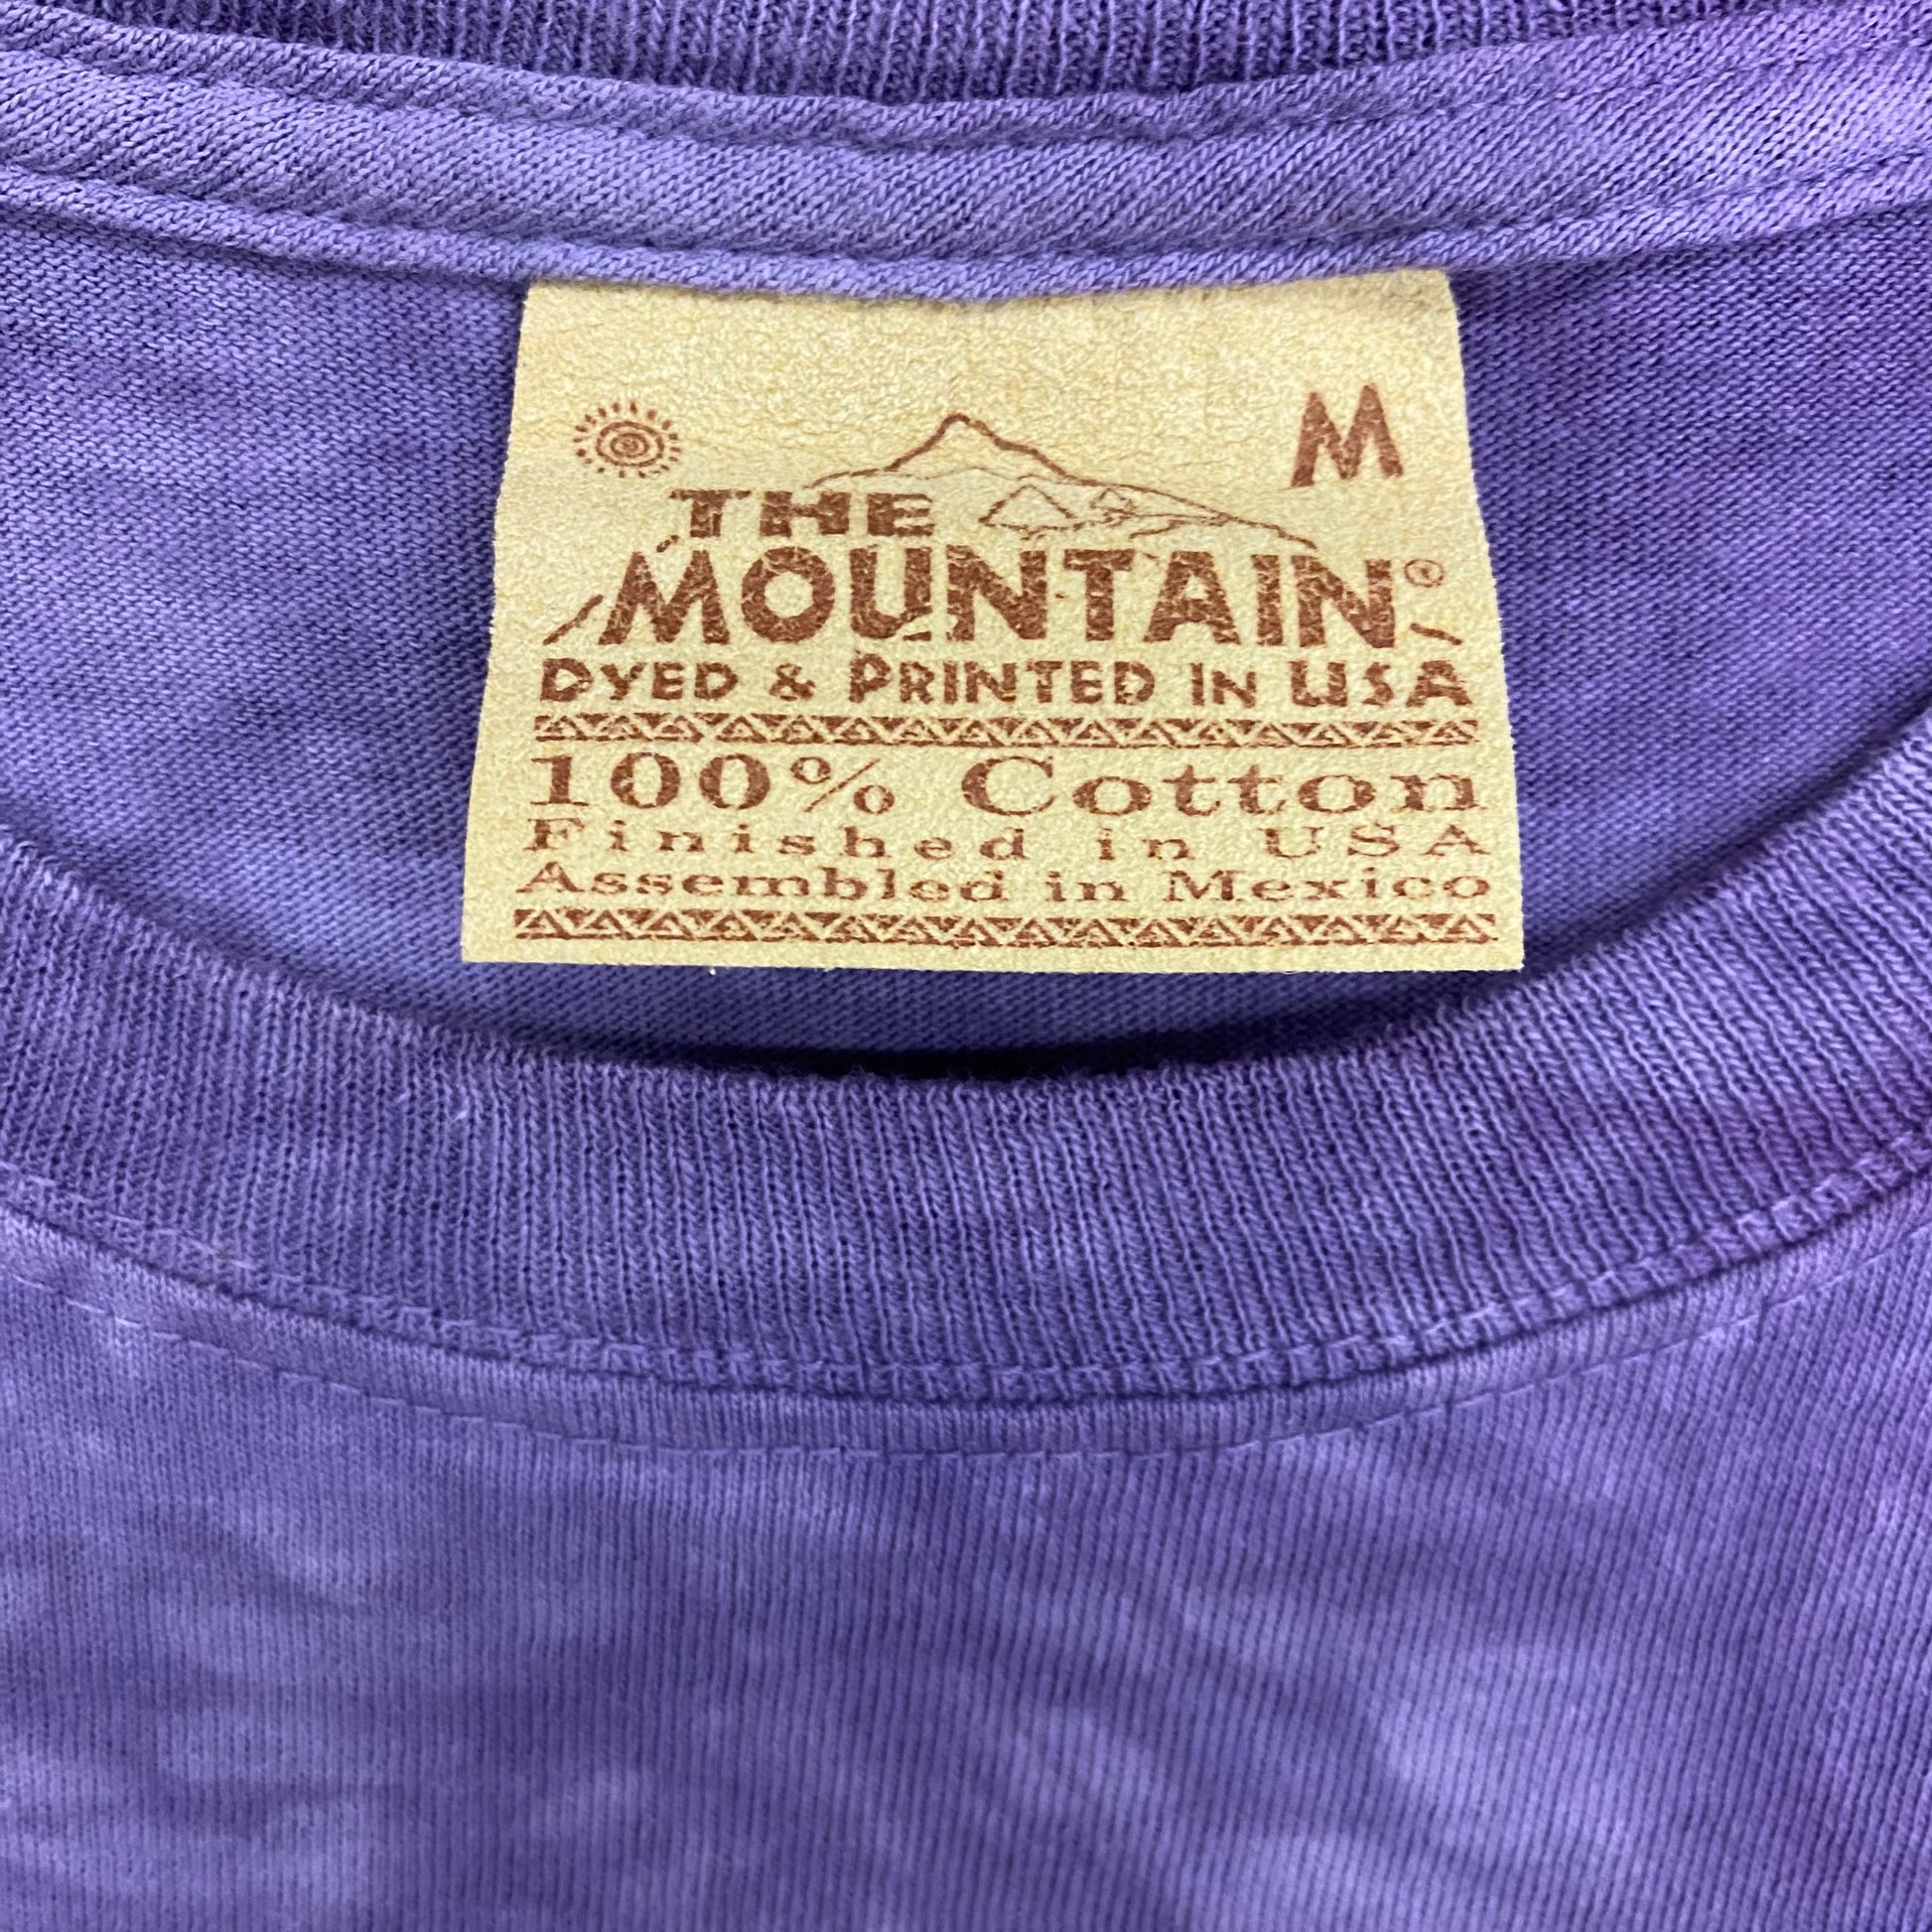 M
THE
MOUNTAIN®
DYED & PRINTED IN USA
100% Cotton
Finished in USA
Assembled in Mexico